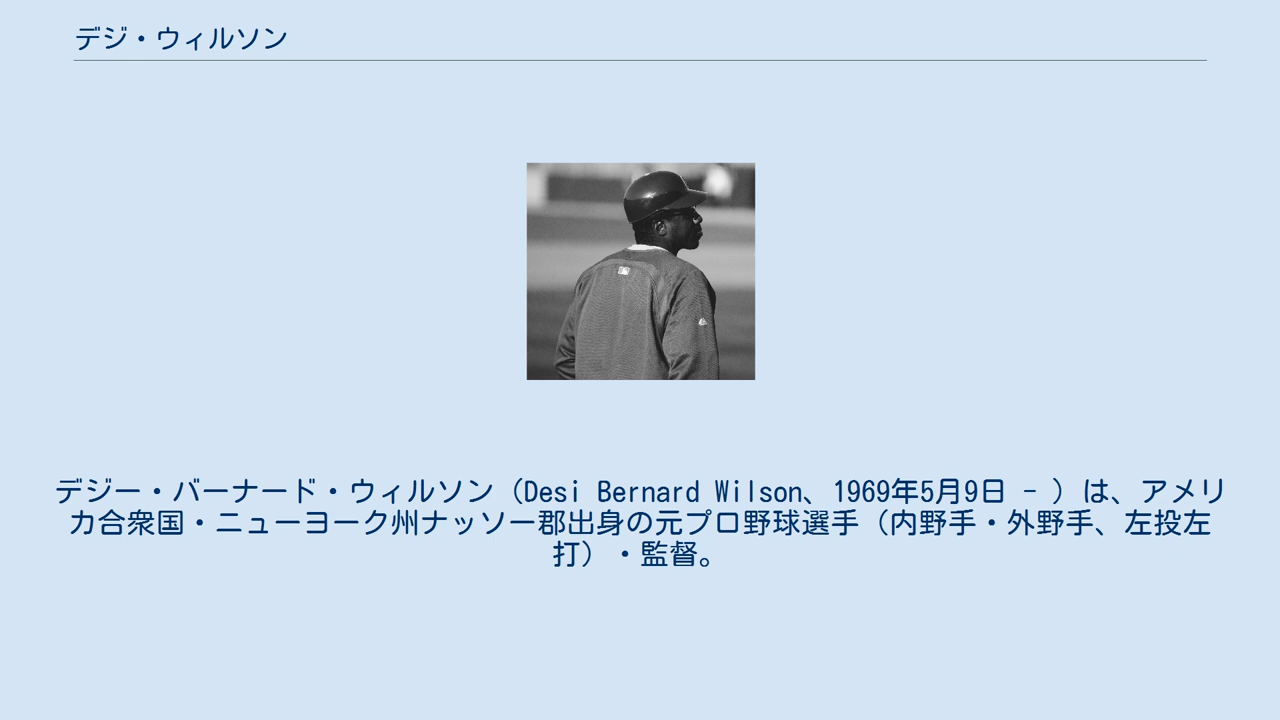 デジ・ウィルソン
デジー・バーナード・ウィルソン（Desi Bernard Wilson、1969年5月9日 - ）は、アメリ
カ合衆国・ニューヨーク州ナッソー郡出身の元プロ野球選手（内野手・外野手、左投左
打）・監督。